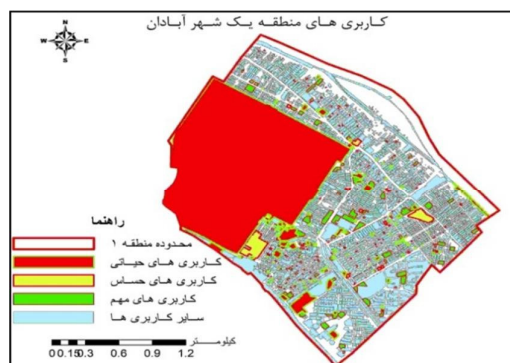 کاربری های منطقه یک شهر آبادان
N
W E
S
راهنما
محدوده منطقه ۱
کاربری های حیاتی
کاربری های حساس
کاربری های مهم
سایر کاربری ها
کیلومتر
0 0.15 0.3 0.6 0.9 1.2